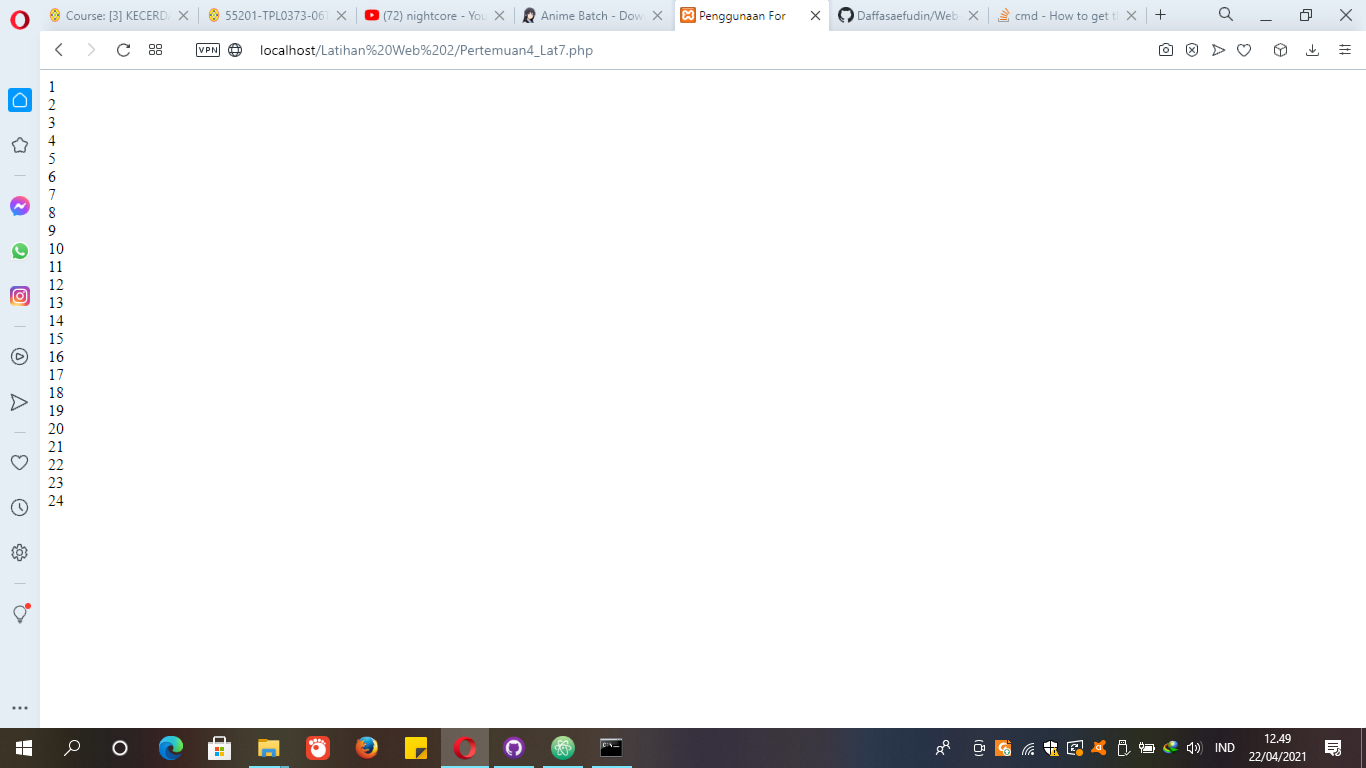 Course: [3] KECERD
55201-TPL0373-06T
(72) nightcore - You
Anime Batch - Dow
Penggunaan For
Daffasaefudin/Web
cmd - How to get t
VPN
localhost/Latihan%20Web%202/Pertemuan4_Lat7.php
1
2
3
4
5
6
7
8
9
10
11
12
13
14
15
16
17
18
19
20
21
22
23
24
IND
12.49
22/04/2021